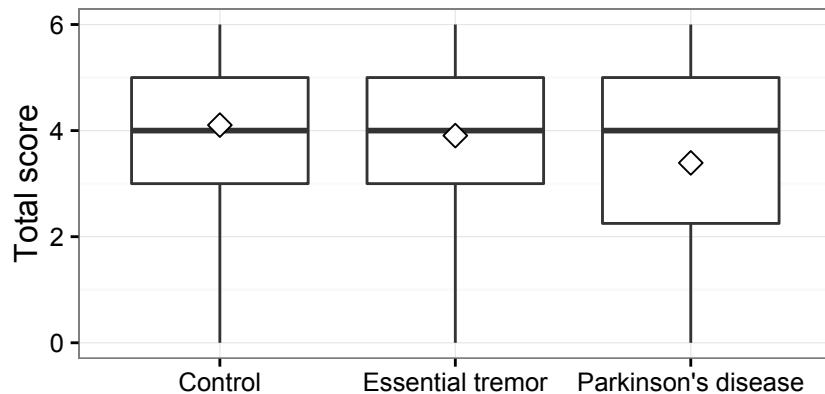 Total score
6
4
2
0
Control
Essential tremor
Parkinson's disease